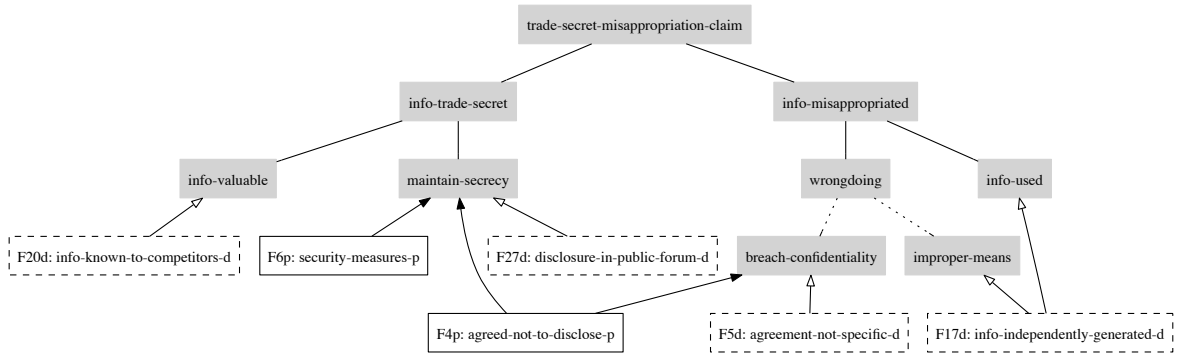 trade-secret-misappropriation-claim
info-trade-secret
info-misappropriated
info-valuable
maintain-secrecy
wrongdoing
info-used
F20d: info-known-to-competitors-d
F6p: security-measures-p
F27d: disclosure-in-public-forum-d
breach-confidentiality
improper-means
F4p: agreed-not-to-disclose-p
F5d: agreement-not-specific-d
F17d: info-independently-generated-d